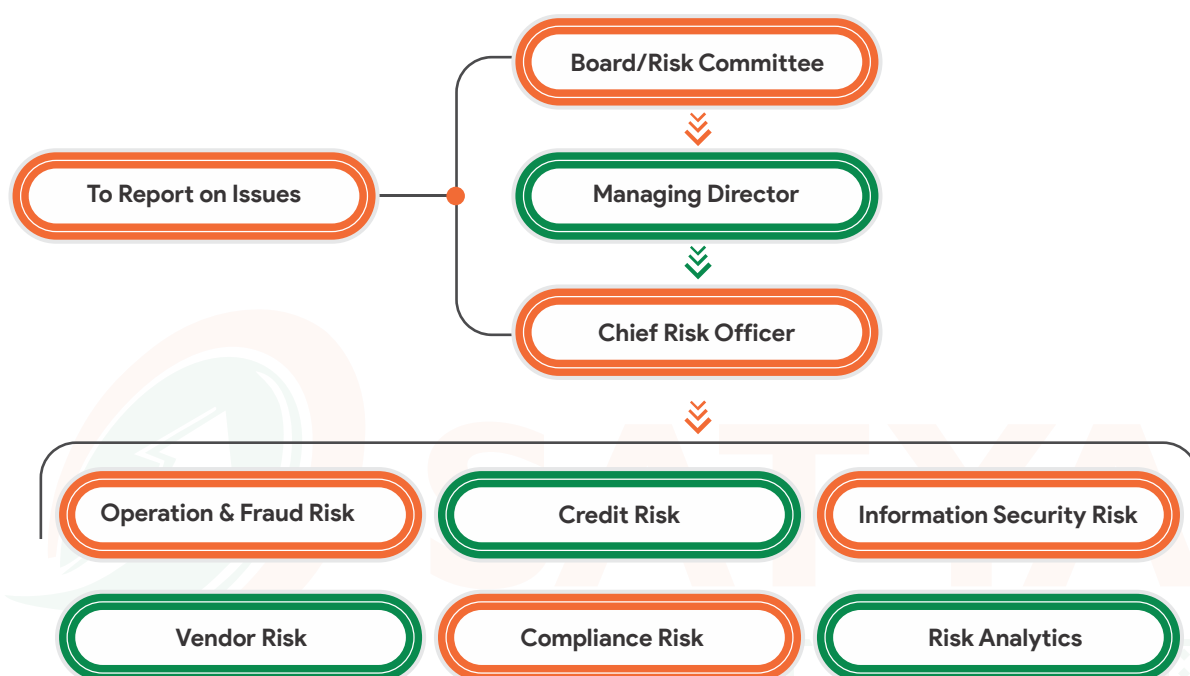 Board/Risk Committee
To Report on Issues
Managing Director
Chief Risk Officer
Operation & Fraud Risk
Credit Risk
Information Security Risk
Vendor Risk
Compliance Risk
Risk Analytics
SATYA